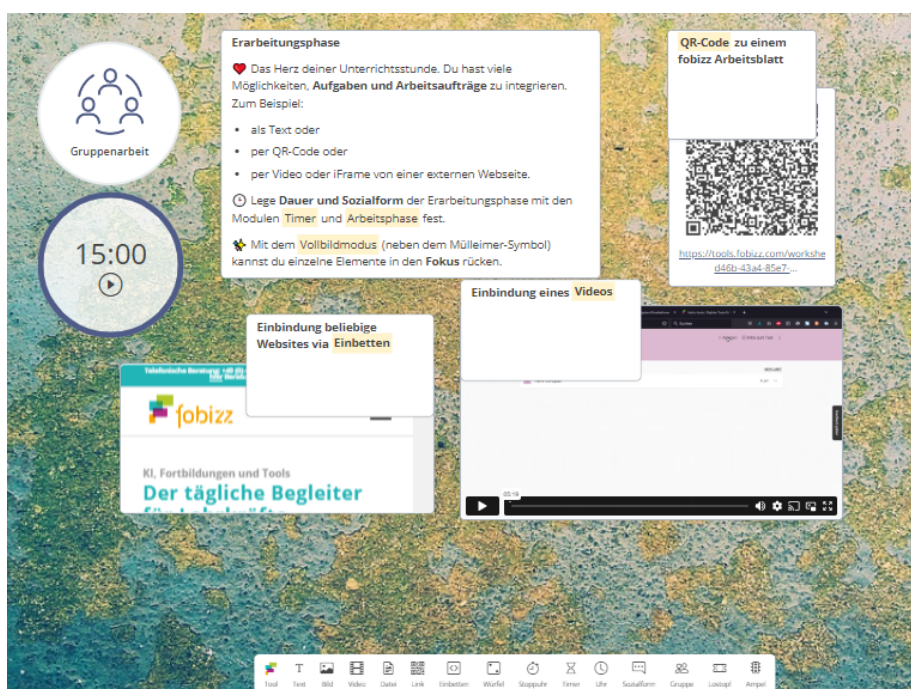 Gruppenarbeit
15:00
Erarbeitungsphase
❤️ Das Herz deiner Unterrichtsstunde. Du hast viele
Möglichkeiten, Aufgaben und Arbeitsaufträge zu integrieren.
Zum Beispiel:
• als Text oder
• per QR-Code oder
• per Video oder iFrame von einer externen Webseite.
🕒 Lege Dauer und Sozialform der Erarbeitungsphase mit den
Modulen Timer und Arbeitsphase fest.
✨ Mit dem Vollbildmodus (neben dem Mülleimer-Symbol)
kannst du einzelne Elemente in den Fokus rücken.
QR-Code zu einem
fobizz Arbeitsblatt
https://tools.fobizz.com/workshe
d46b-43a4-85e7-...
Einbindung beliebige
Websites via Einbetten
Telefonische Beratung:
fobizz
KI, Fortbildungen und Tools
Der tägliche Begleiter
Einbindung eines Videos
05:19
Tool Text Bild Video Datei Link Einbetten Würfel Stoppuhr Timer Uhr Sozialform Gruppe Lostopf Ampel